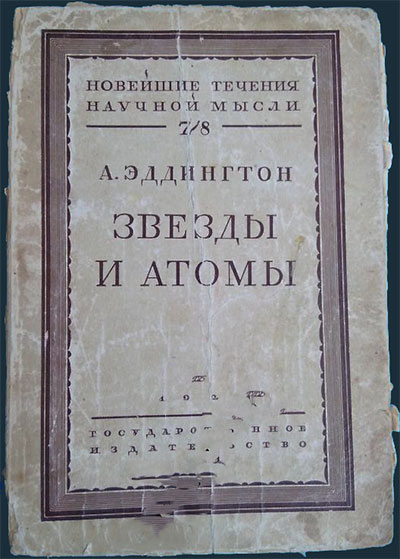 НОВЕЙШИЕ ТЕЧЕНИЯ
НАУЧНОЙ МЫСЛИ
7/8
А. ЭДДИНГТОН
ЗВЕЗДЫ
И АТОМЫ